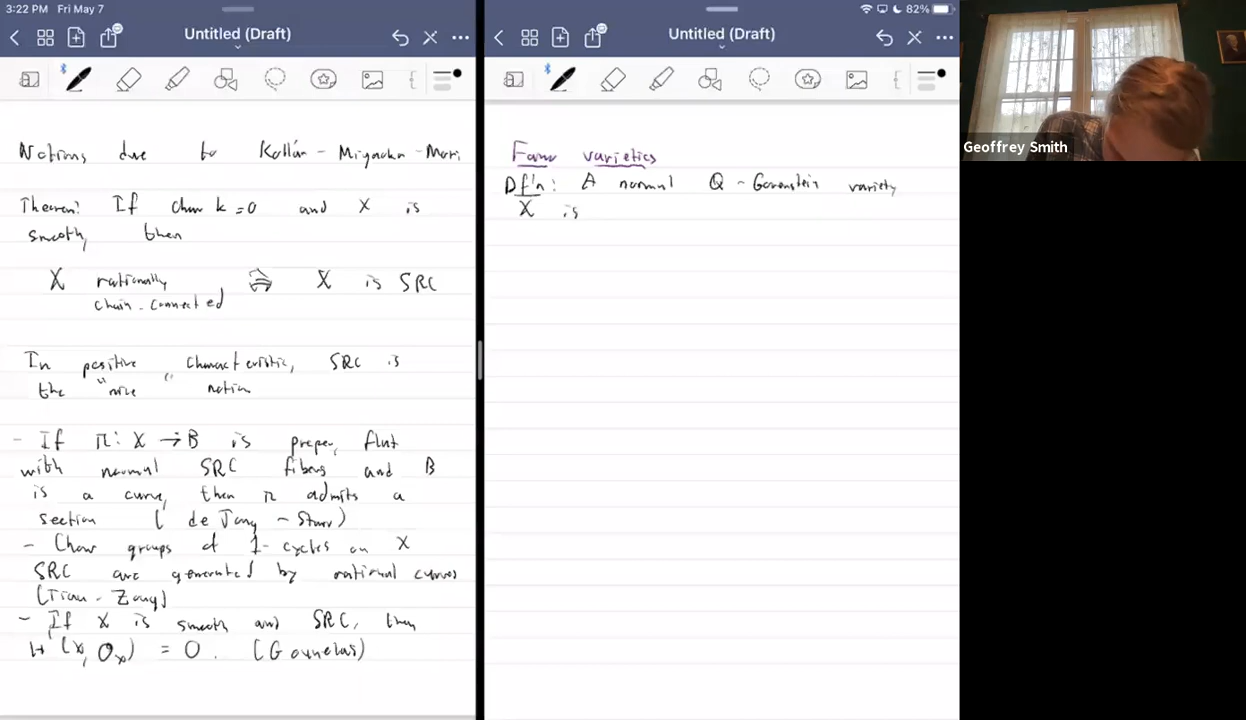 3:22 PM Fri May 7
82%
Untitled (Draft)
Untitled (Draft)
Geoffrey Smith
Notions due to Kollár - Miyaoka - Mori.
Theorem: If char k = 0 and X is
smooth, then
X rationally ⇔ X is SRC
chain-connected
In positive characteristic, SRC is
the "nice" notion
- If π: X → B is proper, flat
with normal SRC fibers and B
is a curve, then π admits a
section (de Jong - Starr)
- Chow groups of 1-cycles on X
SRC are generated by rational curves
(Tian - Zong)
- If X is smooth and SRC, then
H¹(X, O_X) = 0. (Gounelas)
Fano varieties
Df'n: A normal Q-Gorenstein variety
X is